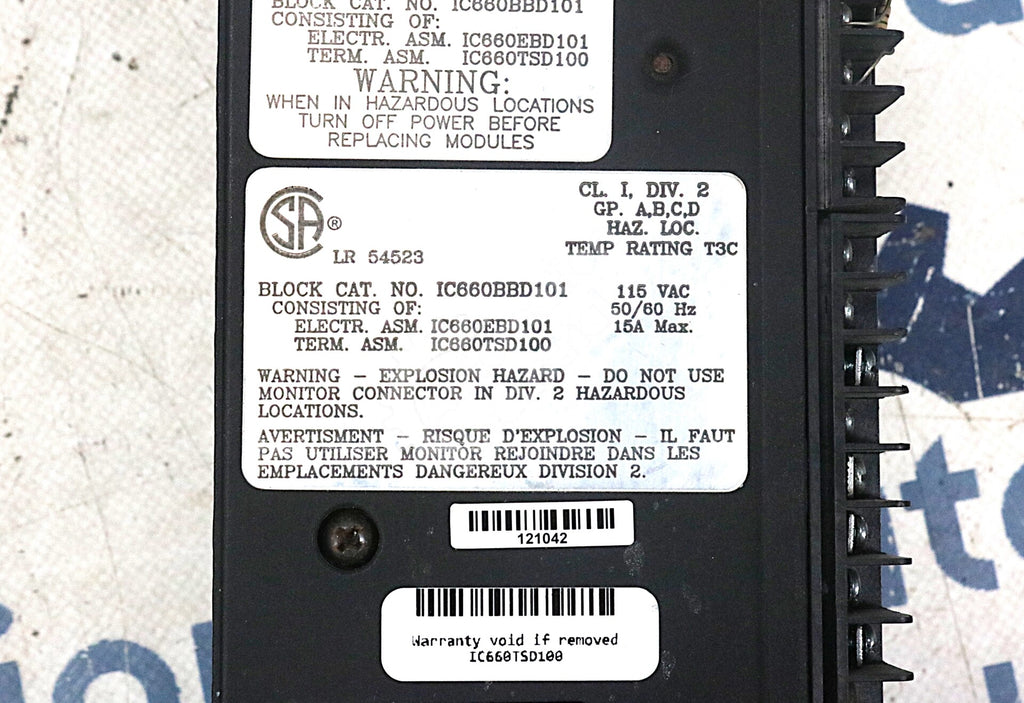 BLOCK CAT. NO. IC660BBD101
CONSISTING OF:
ELECTR. ASM. IC660EBD101
TERM. ASM. IC660TSD100
WARNING:
WHEN IN HAZARDOUS LOCATIONS
TURN OFF POWER BEFORE
REPLACING MODULES
CL. I, DIV. 2
GP. A,B,C,D
HAZ. LOC.
TEMP RATING T3C
SA ®
LR 54523
BLOCK CAT. NO. IC660BBD101 115 VAC
CONSISTING OF: 50/60 Hz
ELECTR. ASM. IC660EBD101 15A Max.
TERM. ASM. IC660TSD100
WARNING - EXPLOSION HAZARD - DO NOT USE
MONITOR CONNECTOR IN DIV. 2 HAZARDOUS
LOCATIONS.
AVERTISMENT - RISQUE D'EXPLOSION - IL FAUT
PAS UTILISER MONITOR REJOINDRE DANS LES
EMPLACEMENTS DANGEREUX DIVISION 2.
121042
Warranty void if removed
IC660TSD100